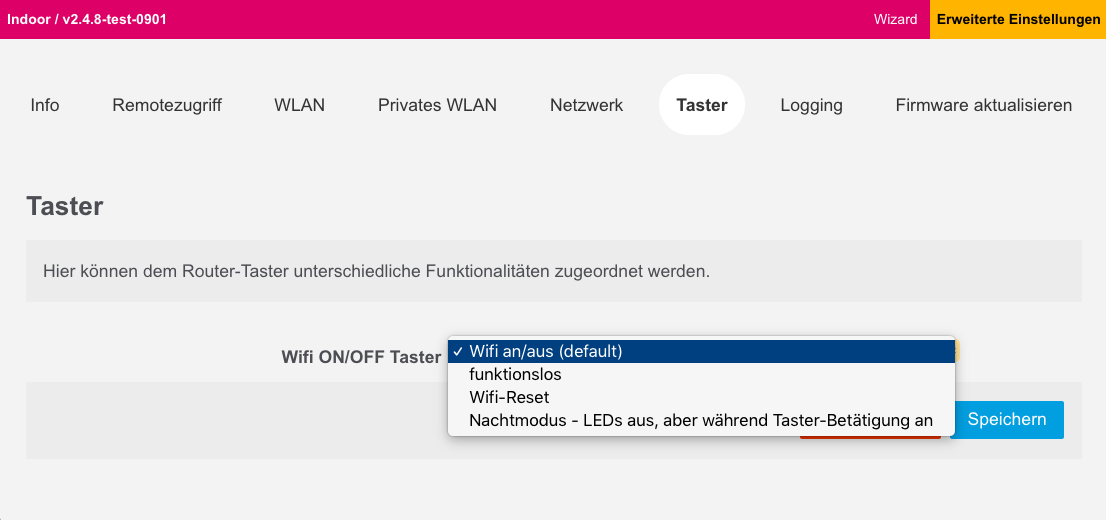 Indoor / v2.4.8-test-0901 Wizard Erweiterte Einstellungen
Info Remotezugriff WLAN Privates WLAN Netzwerk Taster Logging Firmware aktualisieren
Taster
Hier können dem Router-Taster unterschiedliche Funktionalitäten zugeordnet werden.
Wifi ON/OFF Taster ✓ Wifi an/aus (default)
funktionslos
Wifi-Reset
Nachtmodus - LEDs aus, aber während Taster-Betätigung an
Speichern